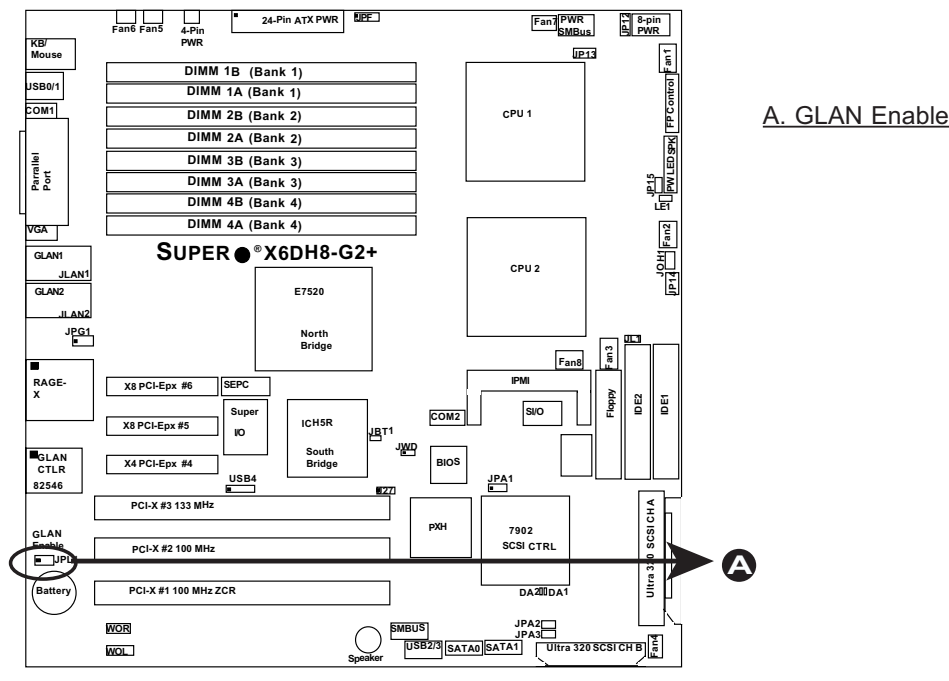 24-Pin ATX PWR
JPF
Fam6 Fan5
4-Pin
PWR
Fan7
PWR
SMBus
JP12
8-pin
PWR
KB/
Mouse
JP13
Fan1
USB0/1
COM1
Parrallel
Port
VGA
DIMM 1B (Bank 1)
DIMM 1A (Bank 1)
DIMM 2B (Bank 2)
DIMM 2A (Bank 2)
DIMM 3B (Bank 3)
DIMM 3A (Bank 3)
DIMM 4B (Bank 4)
DIMM 4A (Bank 4)
CPU 1
FP Control
PW LED SPK
JP15
LE1
A. GLAN Enable
SUPER ● ® X6DH8-G2+
GLAN1
JLAN1
GLAN2
JLAN2
JPG1
E7520
North
Bridge
CPU 2
Fan2
JOH1
JP14
RAGE-
X
X8 PCI-Epx #6
SEPC
Fan8
Fan3
JL1
IPMI
Super
I/O
ICH5R
South
Bridge
COM2
SI/O
Floppy
IDE2
IDE1
X8 PCI-Epx #5
JBT1
JWD
GLAN
CTLR
82546
X4 PCI-Epx #4
BIOS
USB4
J27
JPA1
PCI-X #3 133 MHz
PXH
7902
SCSI CTRL
Ultra 320 SCSI CH A
GLAN
Enable
JPL
PCI-X #2 100 MHz
A
Battery
PCI-X #1 100 MHz ZCR
DA2 DA1
WOR
WOL
Speaker
SMBUS
USB2/3
SATA0
SATA1
JPA2
JPA3
Ultra 320 SCSI CH B
Fan4